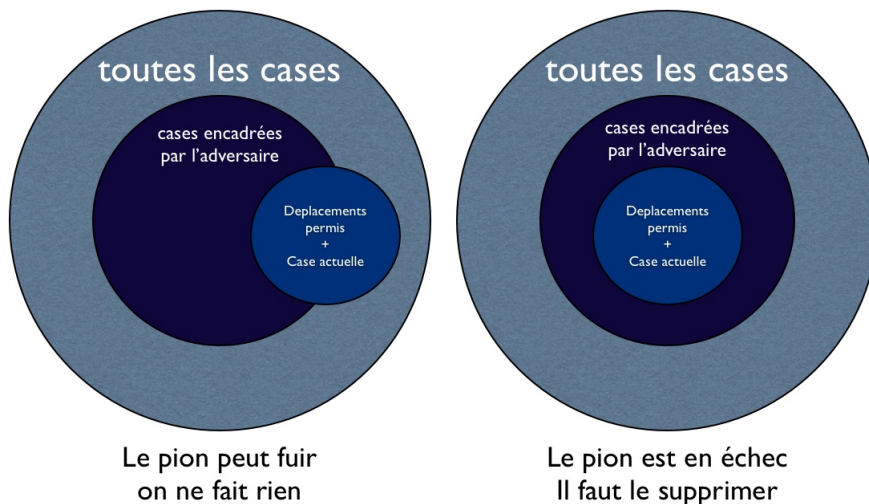 toutes les cases
cases encadrées
par l'adversaire
Deplacements
permis
+
Case actuelle
Le pion peut fuir
on ne fait rien
toutes les cases
cases encadrées
par l'adversaire
Deplacements
permis
+
Case actuelle
Le pion est en échec
Il faut le supprimer